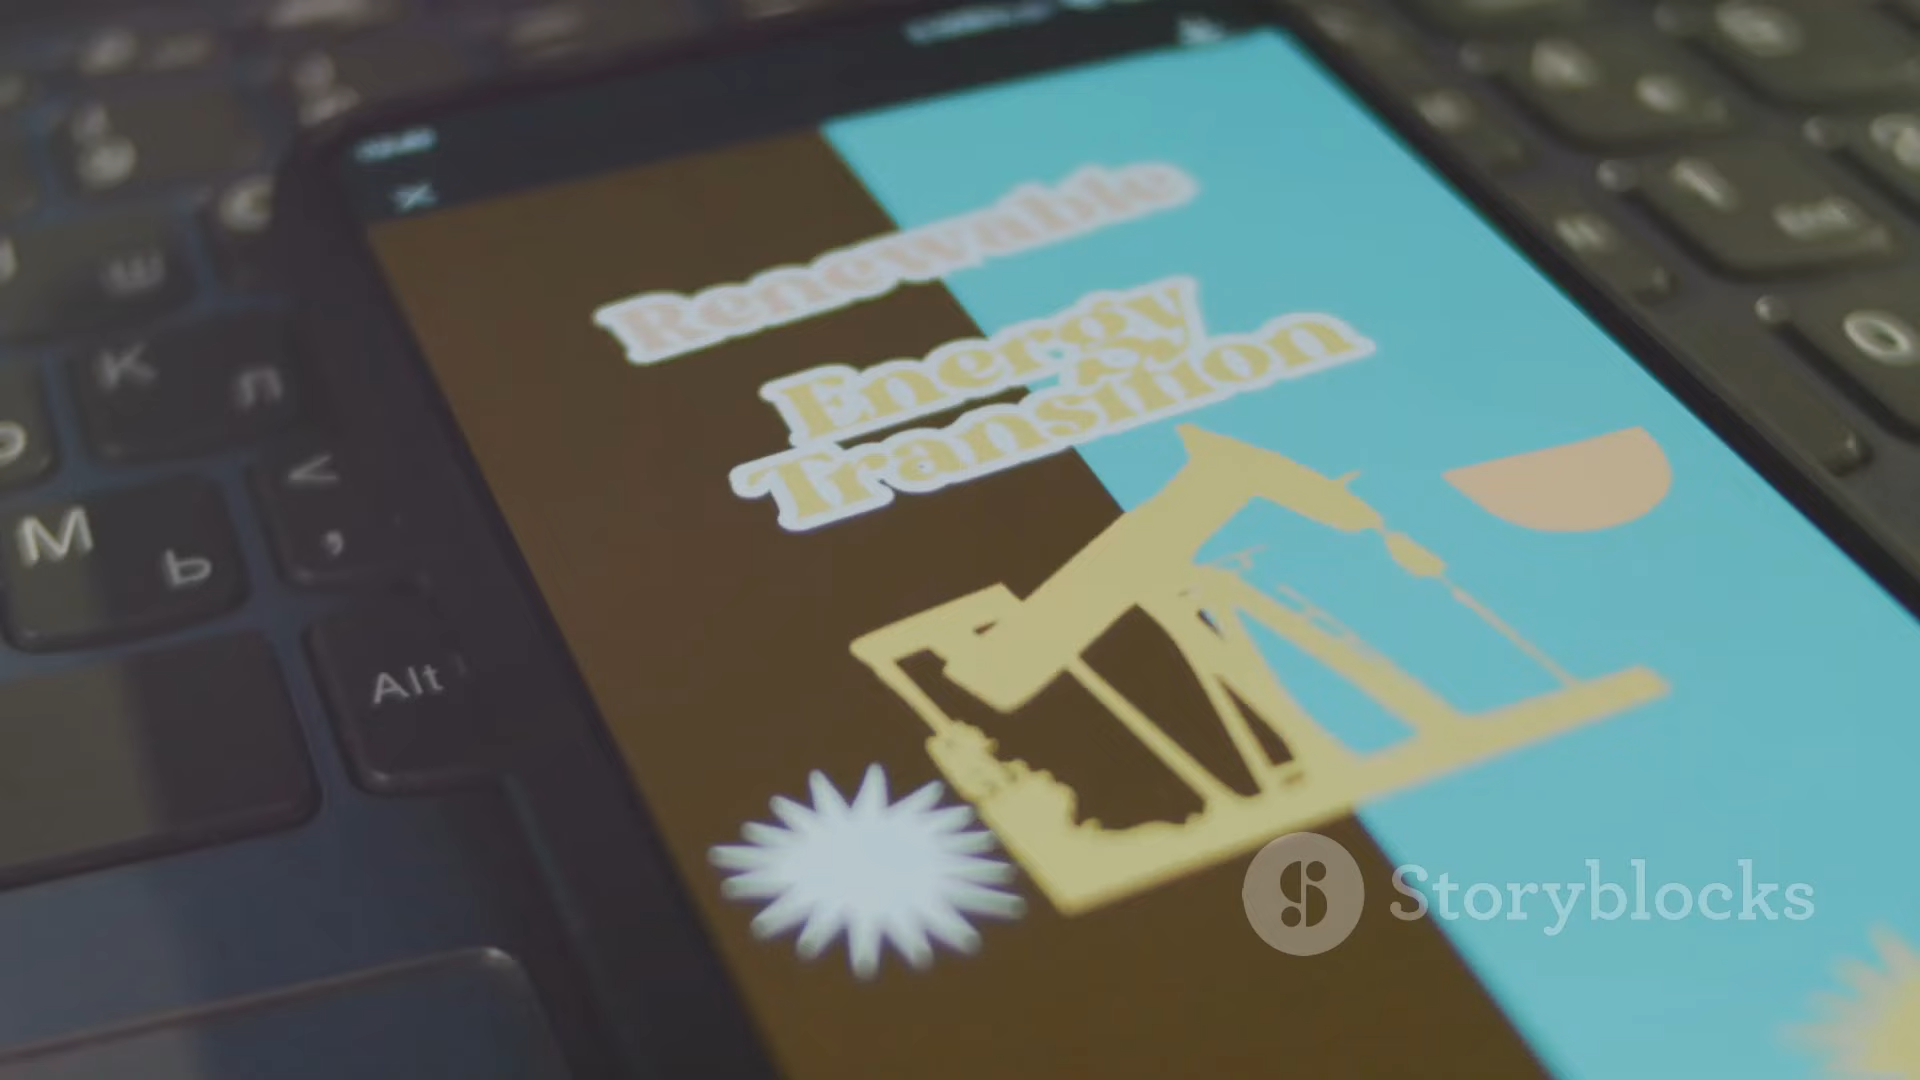 Renewable
Energy
Transition
Ш
К Л
М Ь
< ,
Alt
Storyblocks